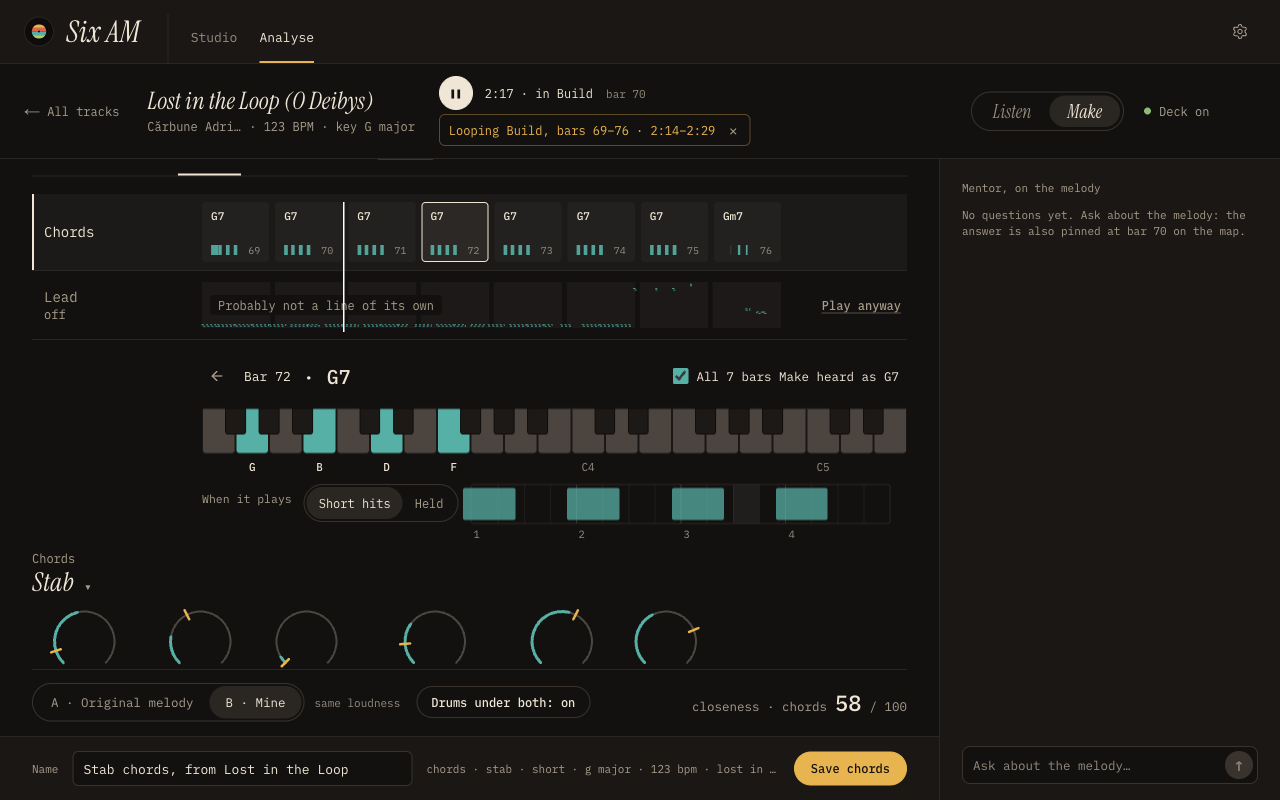 Six AM
Studio
Analyse
← All tracks
Lost in the Loop (O Deibys)
Cărbune Adri… · 123 BPM · key G major
2:17 · in Build bar 70
Looping Build, bars 69–76 · 2:14–2:29 ×
Listen
Make
Deck on
Chords
G7 69
G7 70
G7 71
G7 72
G7 73
G7 74
G7 75
Gm7 76
Lead
off
Probably not a line of its own
Play anyway
← Bar 72 • G7
All 7 bars Make heard as G7
G B D F C4 C5
When it plays
Short hits
Held
1 2 3 4
Chords
Stab ▾
A · Original melody
B · Mine
same loudness
Drums under both: on
closeness · chords 58 / 100
Name
Stab chords, from Lost in the Loop
chords · stab · short · g major · 123 bpm · lost in …
Save chords
Mentor, on the melody
No questions yet. Ask about the melody: the
answer is also pinned at bar 70 on the map.
Ask about the melody…